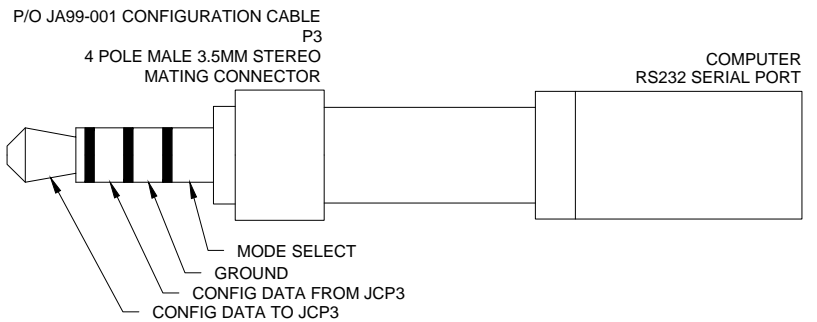 P/O JA99-001 CONFIGURATION CABLE
P3
4 POLE MALE 3.5MM STEREO
MATING CONNECTOR
COMPUTER
RS232 SERIAL PORT
MODE SELECT
GROUND
CONFIG DATA FROM JCP3
CONFIG DATA TO JCP3